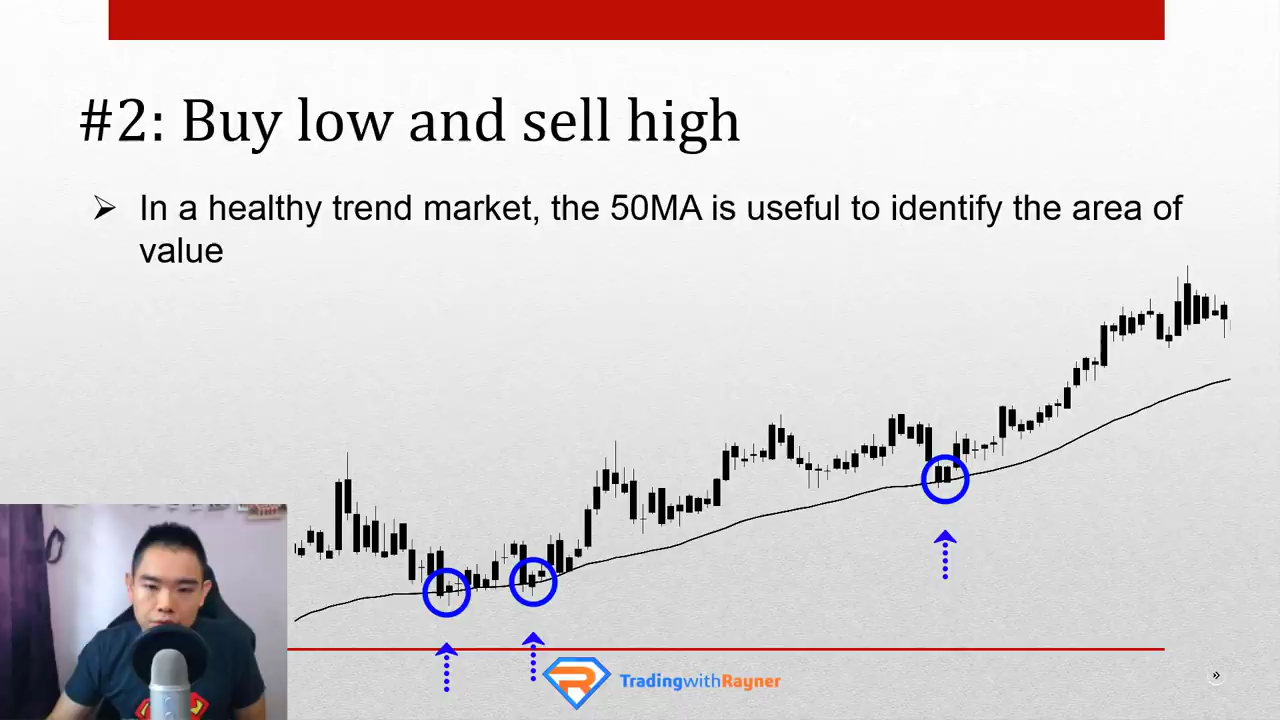 #2: Buy low and sell high
➢ In a healthy trend market, the 50MA is useful to identify the area of
value
TradingwithRayner